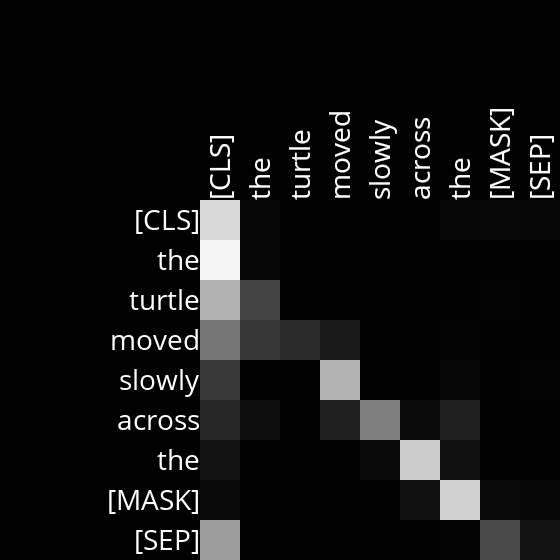 [CLS]
the
turtle
moved
slowly
across
the
[MASK]
[SEP]
[CLS]
the
turtle
moved
slowly
across
the
[MASK]
[SEP]